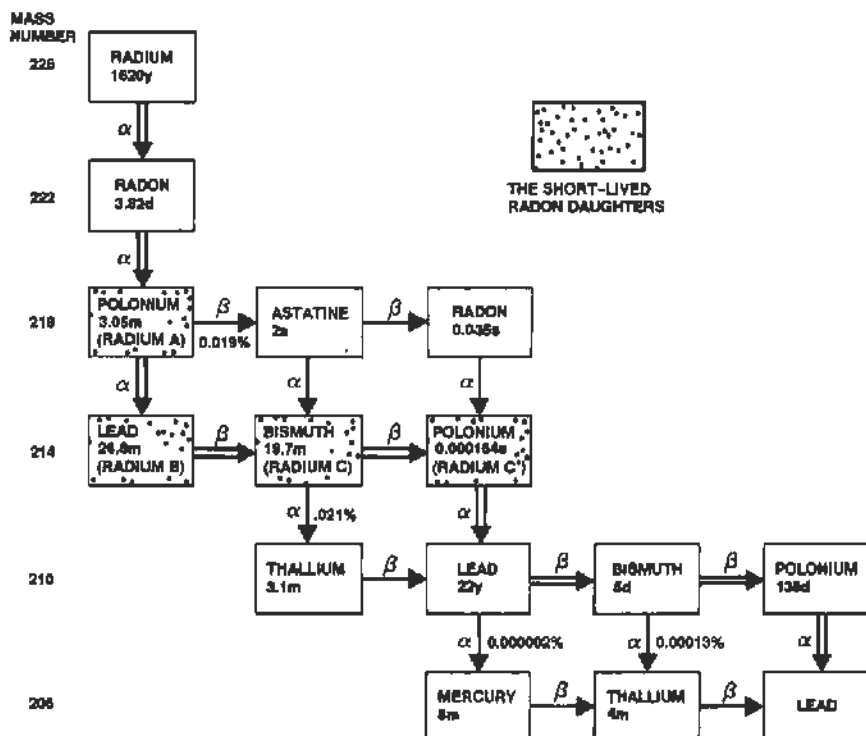 MASS
NUMBER
226
RADIUM
1620y
α
222
RADON
3.82d
THE SHORT-LIVED
RADON DAUGHTERS
α
218
POLONIUM
3.05m
(RADIUM A)
β
0.019%
ASTATINE
2s
β
RADON
0.035s
α
α
α
214
LEAD
26.8m
(RADIUM B)
β
BISMUTH
19.7m
(RADIUM C)
β
POLONIUM
0.000164s
(RADIUM C')
α
.021%
α
210
THALLIUM
3.1m
β
LEAD
22y
β
BISMUTH
5d
β
POLONIUM
138d
α
0.000002%
α
0.00013%
α
206
MERCURY
8m
β
THALLIUM
4m
β
LEAD